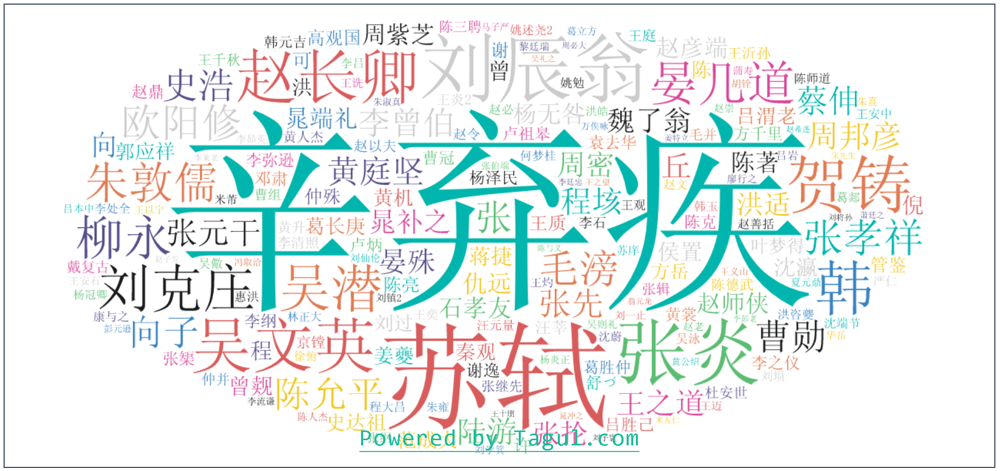 陈三聘
马子严
姚述尧2
葛立方
王庭
韩元吉
高观国
周紫芝
刘辰翁
谢
黎廷瑞
周必大
赵彦端
王沂孙
王千秋
赵长卿
可
李吕
吴礼之
曾
晏几道
陈
蒲寿
胡铨
陈师道
赵鼎
史浩
洪
王诜
姚勉
蔡伸
朱熹
朱淑真
王炎2
欧阳修
晁端礼
李曾伯
赵必
杨无咎
洪皓
魏了翁
赵崇
吕渭老
王安中
万俟咏
辛弃疾
向
郭应祥
李昴英
黄人杰
赵以夫
赵令
卢祖皋
袁去华
姜特立
毛并
方千里
赵希蓬
周邦彦
李弥逊
曹冠
何梦桂
周密
丘
陈著
吕岩
宋先生
朱敦儒
邓肃
黄庭坚
张伯端
杨泽民
李廷忠
王之望
赵文
廖行之
贺铸
曹组
米芾
仲殊
黄机
程垓
王观
韩玉
洪适
葛郯
倪
吕本中
李处全
王以宁
张
刘将孙
萧廷之
柳永
张元干
黄升
葛长庚
晁补之
王质
李石
陈克
赵善括
张孝祥
李清照
卢炳
陈与义
苏庠
侯置
叶梦得
戴复古
赵子发
吴儆
冯取洽
刘仙伦
晏殊
蒋捷
毛滂
方岳
王义山
沈瀛
管鉴
王安石
刘克庄
吴潜
陈亮
仇远
王灼
张辑
陈德武
夏元鼎
韩
严仁
杨冠卿
惠洪
刘镇2
石孝友
张先
翁元龙
赵师侠
康与之
彭元逊
向子
李纲
林正大
刘过
王奕
汪元量
汪莘
吴则礼
刘一止
黄裳
赵老
李彭老
洪咨夔
沈端节
华岳
吴文英
程
京镗
徐俯
苏轼
秦观
沈蔚
张炎
吴泳
曹勋
张榘
姜夔
谢逸
杨炎正
葛胜仲
黄公绍
李之仪
刘埙
仲并
曾觌
陈允平
张继先
舒づ
李流谦
程大昌
朱雍
王之道
杜安世
王迈
陈人杰
史达祖
王十朋
晁冲之
吕胜己
米友仁
张纲
范成大
陆游
张抡
刘学箕
许
Powered by Tagul.com